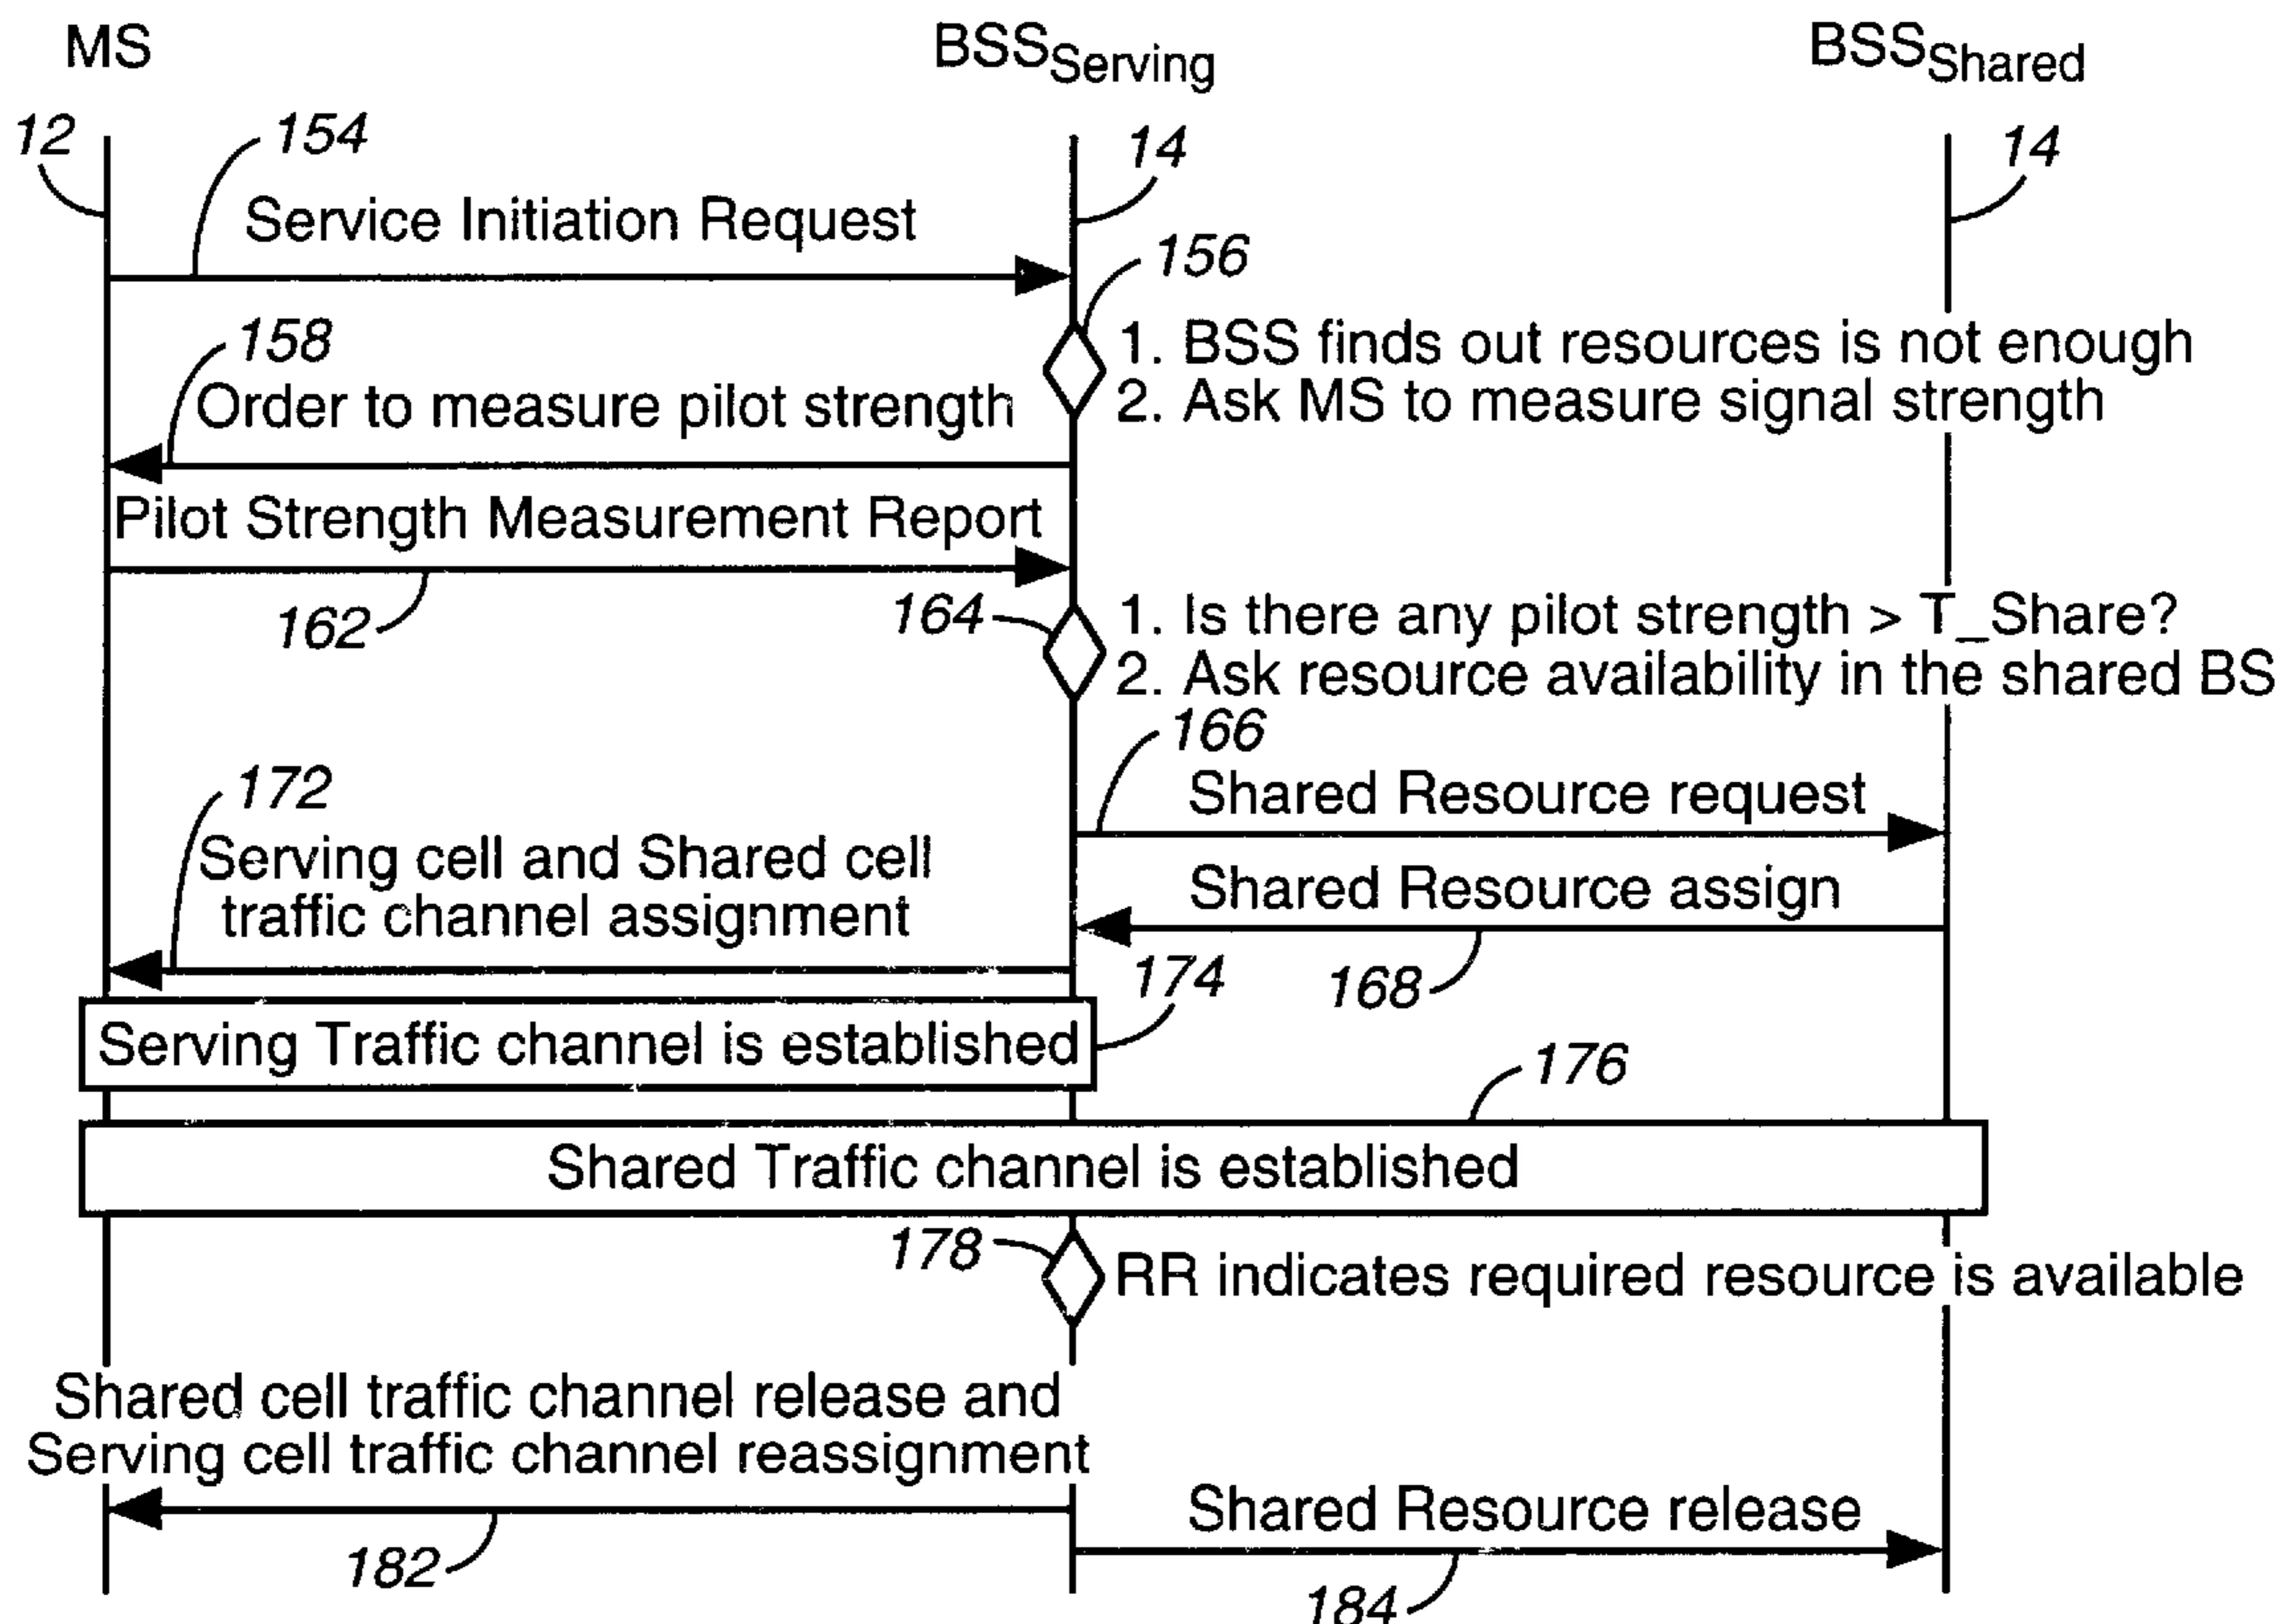 MS
BSSServing
BSSShared
12
154
14
14
Service Initiation Request
156
158
1. BSS finds out resources is not enough
2. Ask MS to measure signal strength
Order to measure pilot strength
Pilot Strength Measurement Report
162
164
1. Is there any pilot strength > T_Share?
2. Ask resource availability in the shared BS
166
172
Shared Resource request
Serving cell and Shared cell
traffic channel assignment
Shared Resource assign
174
168
Serving Traffic channel is established
176
Shared Traffic channel is established
178
RR indicates required resource is available
Shared cell traffic channel release and
Serving cell traffic channel reassignment
Shared Resource release
182
184